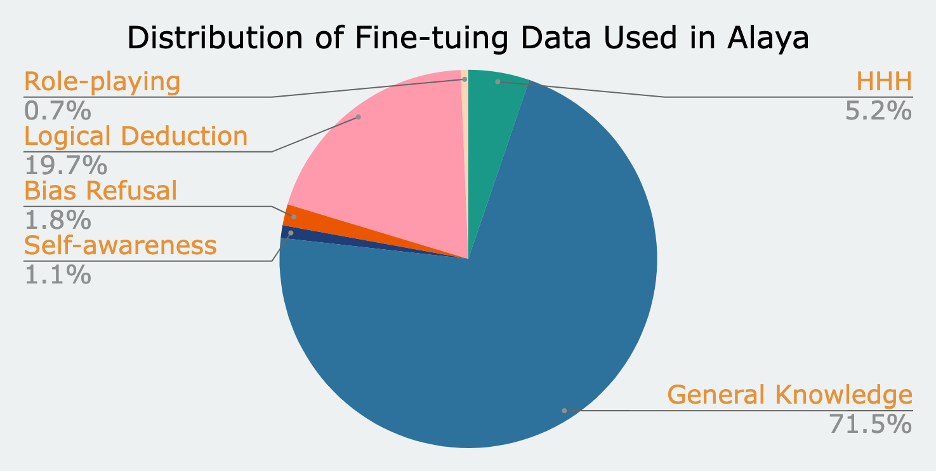 Distribution of Fine-tuing Data Used in Alaya
Role-playing
0.7%
Logical Deduction
19.7%
Bias Refusal
1.8%
Self-awareness
1.1%
HHH
5.2%
General Knowledge
71.5%